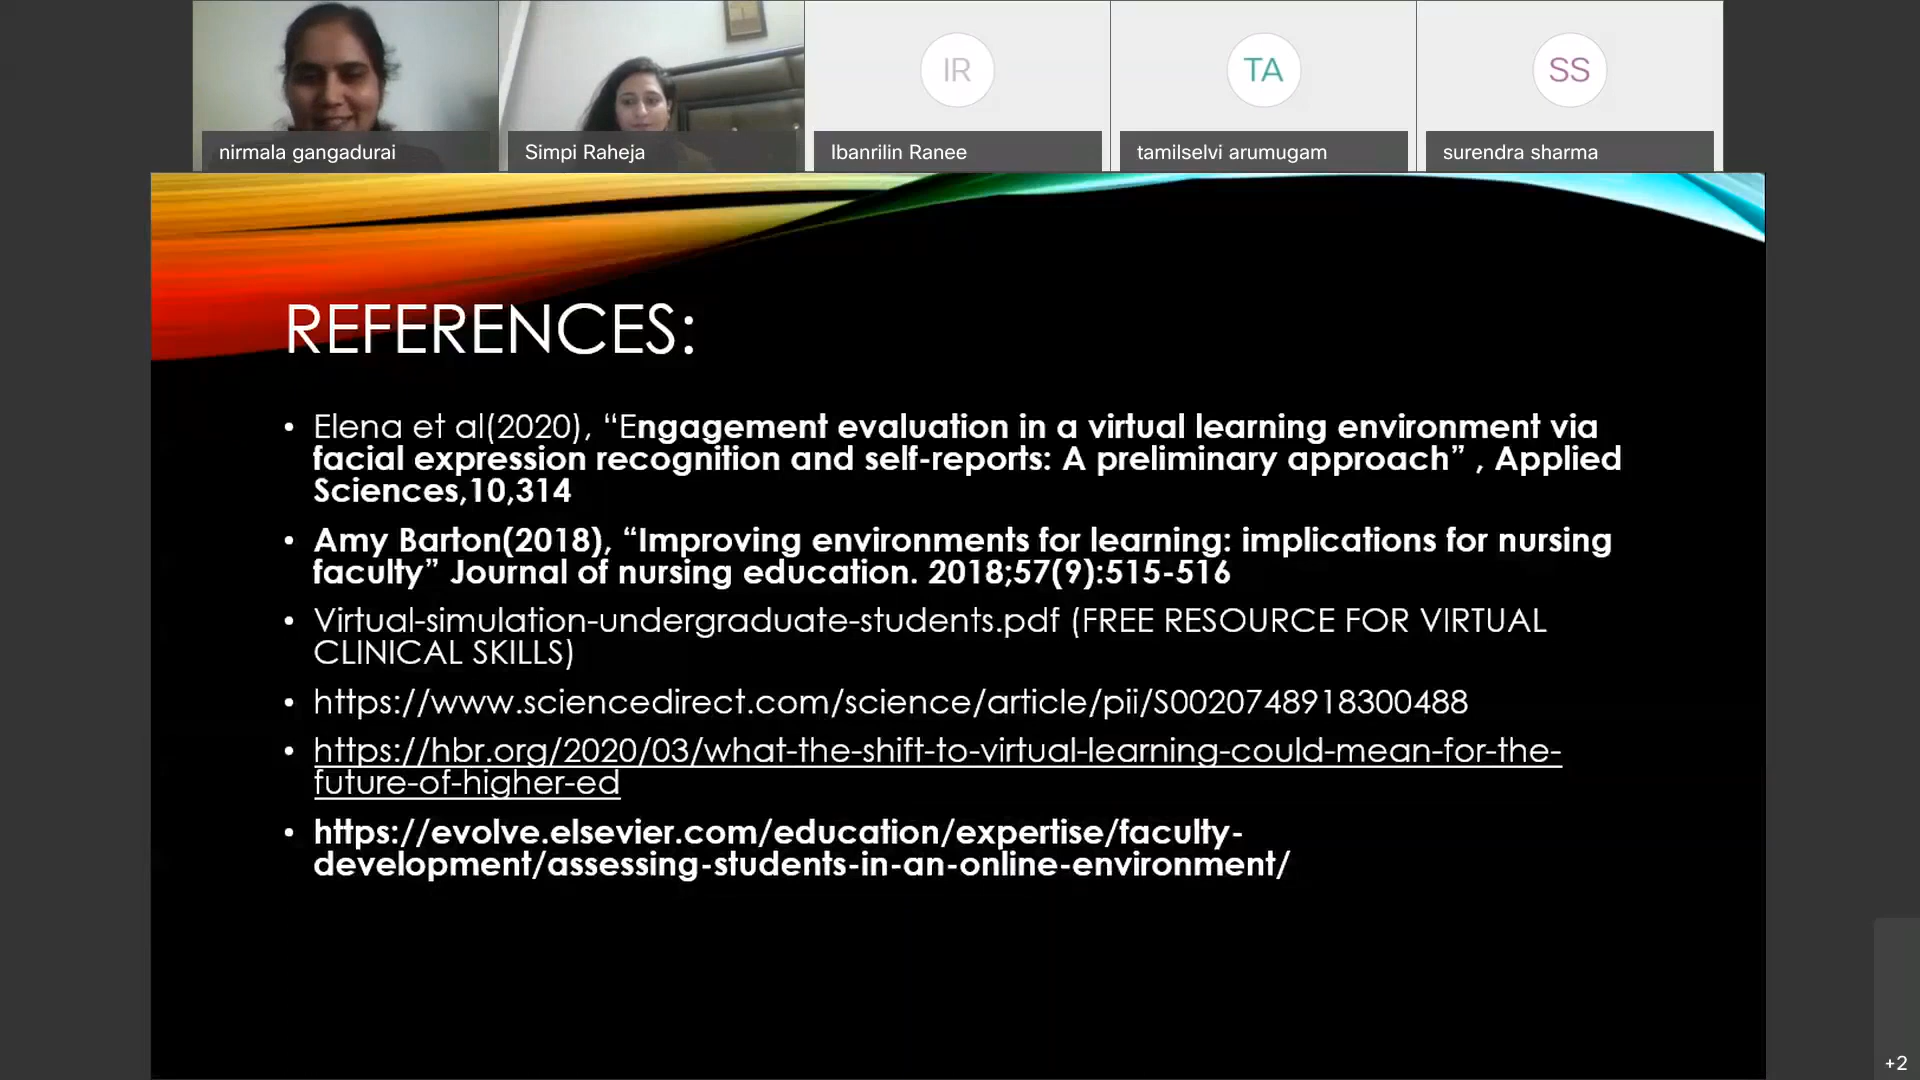 IR
TA
SS
nirmala gangadurai
Simpi Raheja
Ibanrilin Ranee
tamilselvi arumugam
surendra sharma
REFERENCES:
• Elena et al(2020), “Engagement evaluation in a virtual learning environment via
facial expression recognition and self-reports: A preliminary approach” , Applied
Sciences,10,314
• Amy Barton(2018), “Improving environments for learning: implications for nursing
faculty” Journal of nursing education. 2018;57(9):515-516
• Virtual-simulation-undergraduate-students.pdf (FREE RESOURCE FOR VIRTUAL
CLINICAL SKILLS)
• https://www.sciencedirect.com/science/article/pii/S0020748918300488
• https://hbr.org/2020/03/what-the-shift-to-virtual-learning-could-mean-for-the-
future-of-higher-ed
• https://evolve.elsevier.com/education/expertise/faculty-
development/assessing-students-in-an-online-environment/
+2